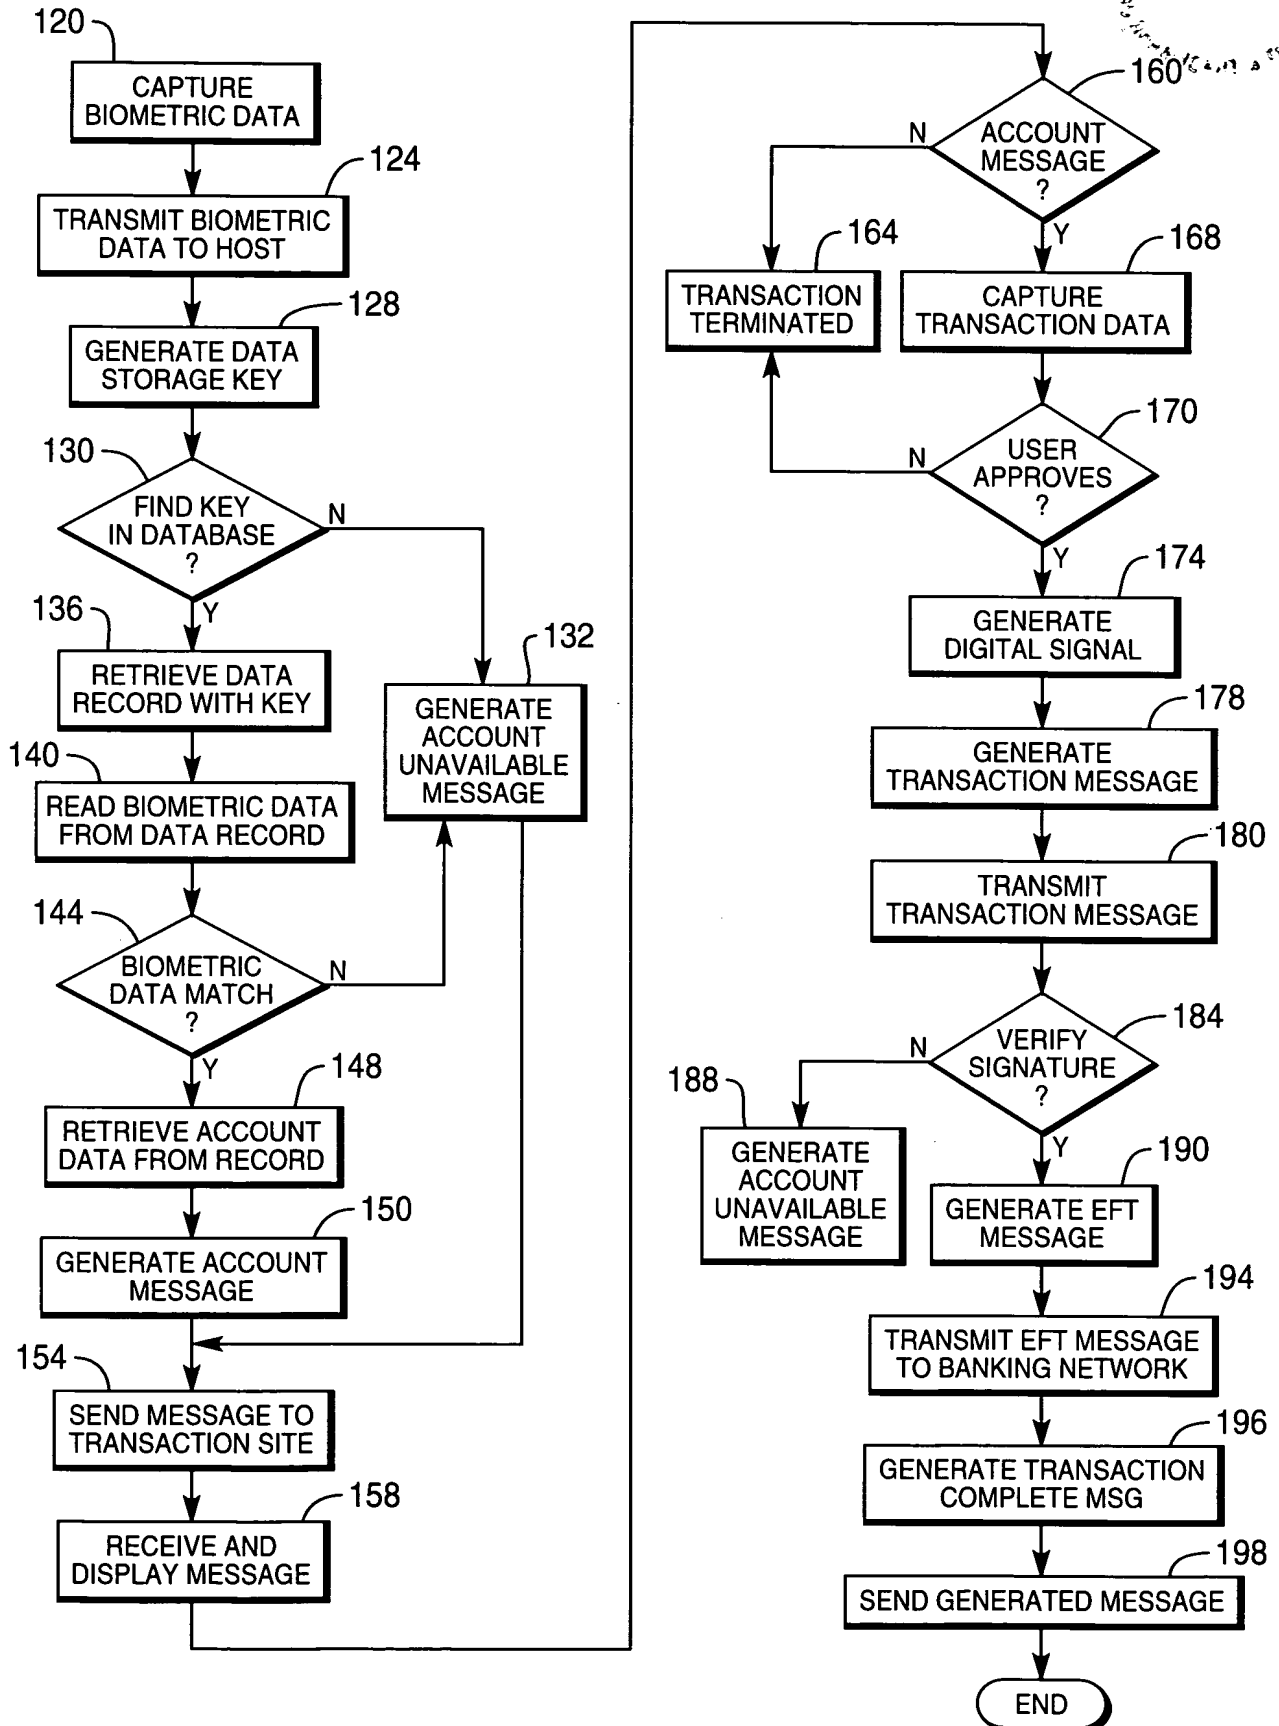 120
CAPTURE
BIOMETRIC DATA
124
TRANSMIT BIOMETRIC
DATA TO HOST
128
GENERATE DATA
STORAGE KEY
130
FIND KEY
IN DATABASE
?
N
Y
132
GENERATE
ACCOUNT
UNAVAILABLE
MESSAGE
136
RETRIEVE DATA
RECORD WITH KEY
140
READ BIOMETRIC DATA
FROM DATA RECORD
144
BIOMETRIC
DATA MATCH
?
N
Y
148
RETRIEVE ACCOUNT
DATA FROM RECORD
150
GENERATE ACCOUNT
MESSAGE
154
SEND MESSAGE TO
TRANSACTION SITE
158
RECEIVE AND
DISPLAY MESSAGE
160
ACCOUNT
MESSAGE
?
N
Y
164
TRANSACTION
TERMINATED
168
CAPTURE
TRANSACTION DATA
170
USER
APPROVES
?
N
Y
174
GENERATE
DIGITAL SIGNAL
178
GENERATE
TRANSACTION MESSAGE
180
TRANSMIT
TRANSACTION MESSAGE
184
VERIFY
SIGNATURE
?
N
Y
188
GENERATE
ACCOUNT
UNAVAILABLE
MESSAGE
190
GENERATE EFT
MESSAGE
194
TRANSMIT EFT MESSAGE
TO BANKING NETWORK
196
GENERATE TRANSACTION
COMPLETE MSG
198
SEND GENERATED MESSAGE
END